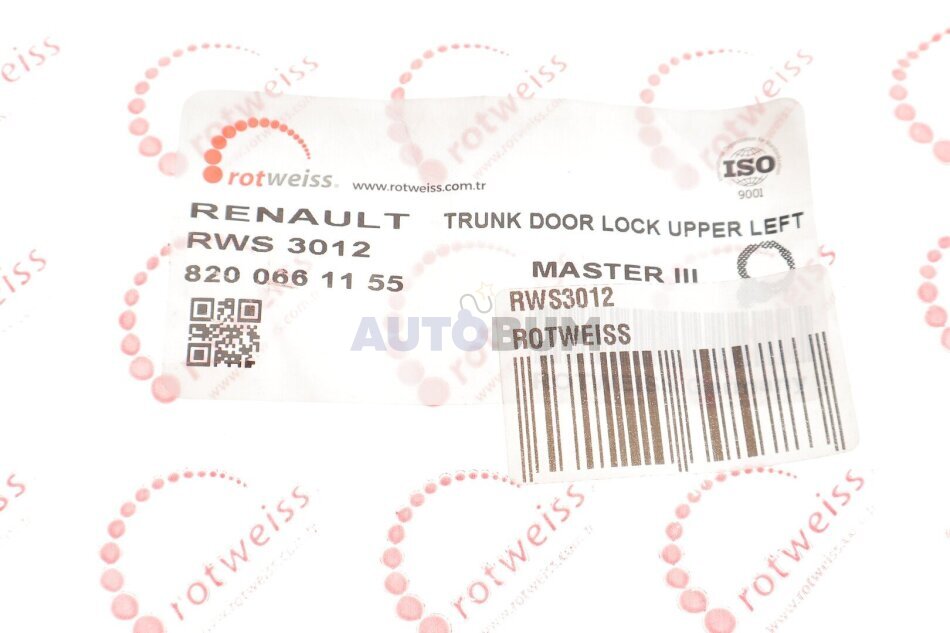 rotweiss. www.rotweiss.com.tr
ISO
9001
RENAULT TRUNK DOOR LOCK UPPER LEFT
RWS 3012
820 066 11 55 MASTER III
RWS3012
ROTWEISS
AUTOBUM
rotweiss
rotweiss
rotweiss
rotweiss
rotweiss
rotweiss
rotweiss